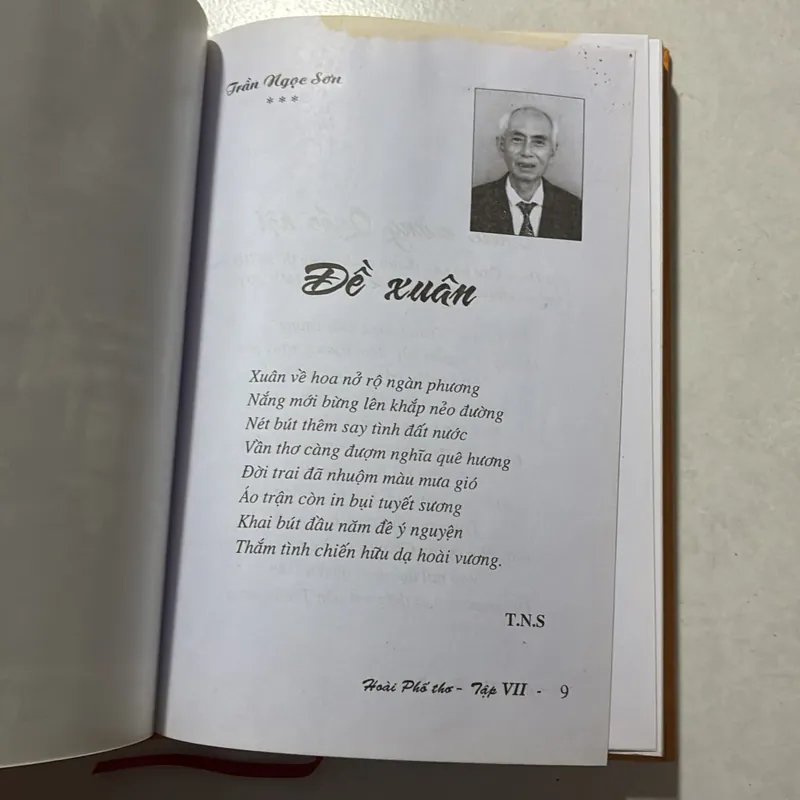 Trần Ngọc Sơn
***
Đề xuân
Xuân về hoa nở rộ ngàn phương
Nắng mới bừng lên khắp nẻo đường
Nét bút thêm say tình đất nước
Vần thơ càng đượm nghĩa quê hương
Đời trai đã nhuộm màu mưa gió
Áo trận còn in bụi tuyết sương
Khai bút đầu năm đề ý nguyện
Thắm tình chiến hữu dạ hoài vương.
T.N.S
Hoài Phố thơ - Tập VII - 9